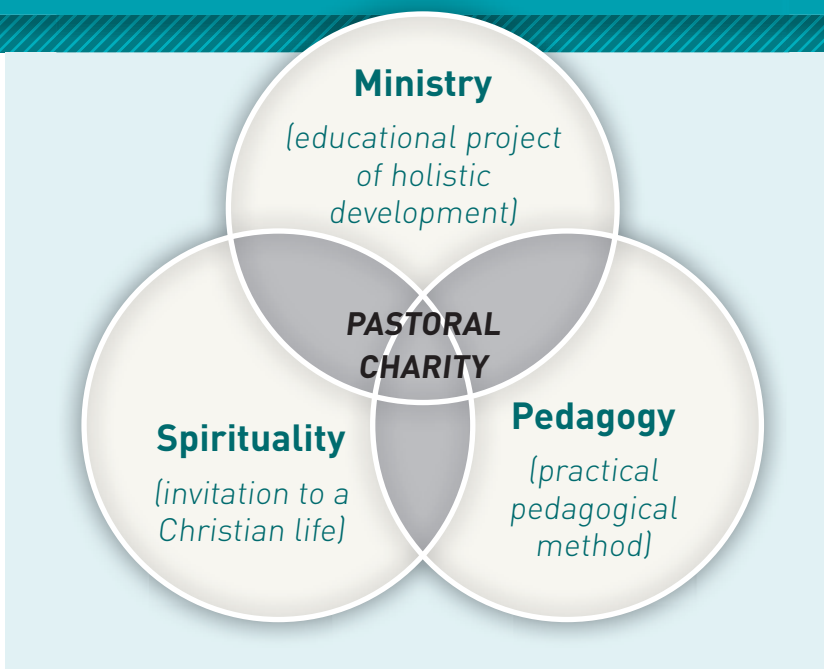 Ministry
(educational project
of holistic
development)
PASTORAL
CHARITY
Spirituality
(invitation to a
Christian life)
Pedagogy
(practical
pedagogical
method)